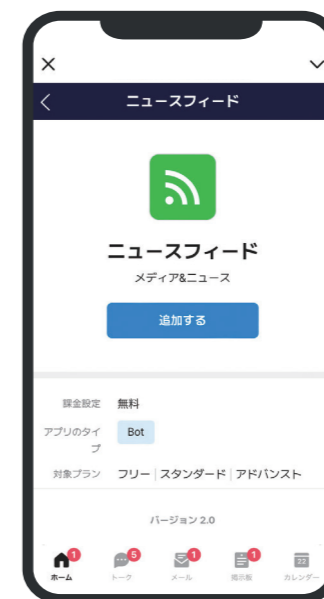 ニュースフィード
ニュースフィード
メディア&ニュース
追加する
課金設定 無料
アプリのタイプ Bot
対象プラン フリー | スタンダード | アドバンスト
バージョン 2.0
1 5 1 1 22
ホーム トーク メール 掲示板 カレンダー